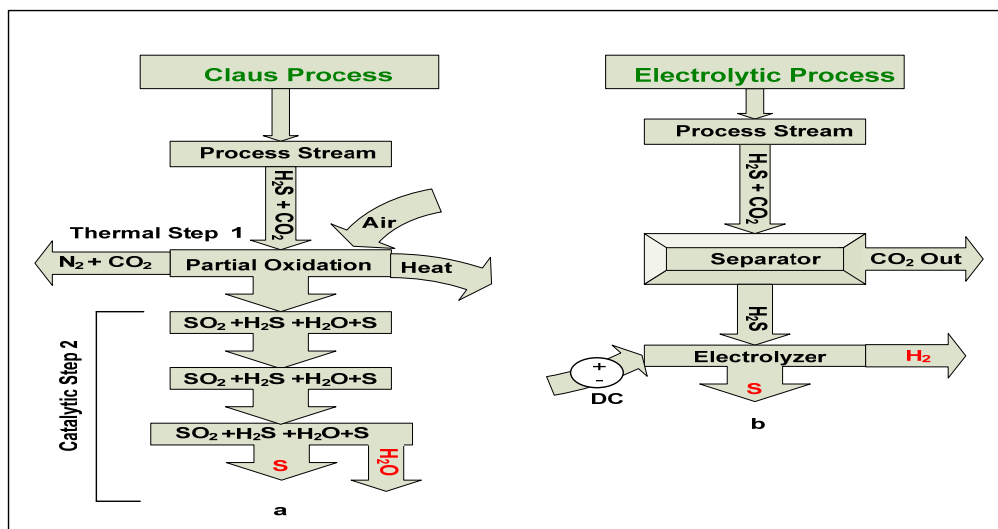 Claus Process
Process Stream
H₂S + CO₂
Air
Thermal Step 1
N₂ + CO₂
Partial Oxidation
Heat
Catalytic Step 2
SO₂ +H₂S +H₂O+S
SO₂ +H₂S +H₂O+S
SO₂ +H₂S +H₂O+S
S
H₂O
a
Electrolytic Process
Process Stream
H₂S + CO₂
Separator
CO₂ Out
H₂S
Electrolyzer
H₂
+
-
DC
S
b